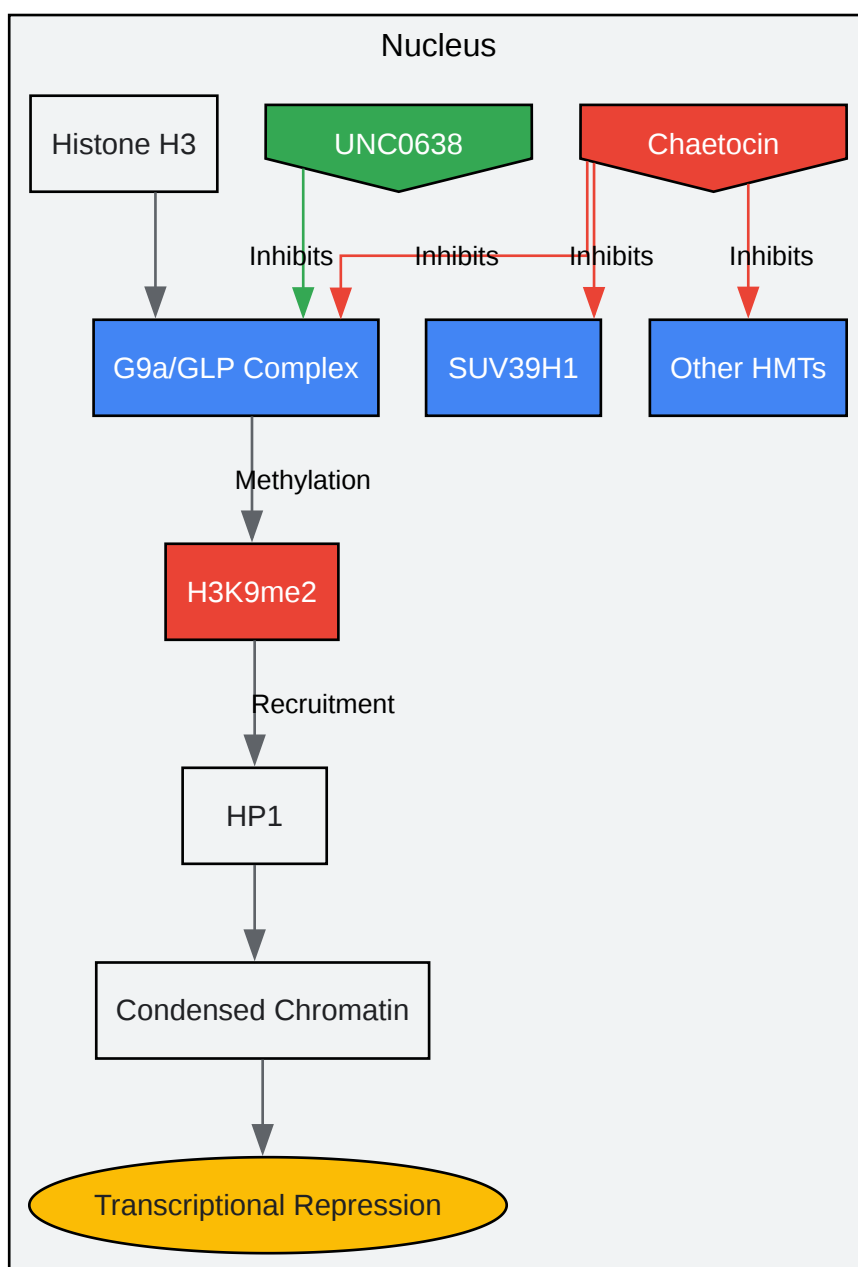 Nucleus
Histone H3
UNC0638
Chaetocin
Inhibits
Inhibits
Inhibits
Inhibits
G9a/GLP Complex
SUV39H1
Other HMTs
Methylation
H3K9me2
Recruitment
HP1
Condensed Chromatin
Transcriptional Repression